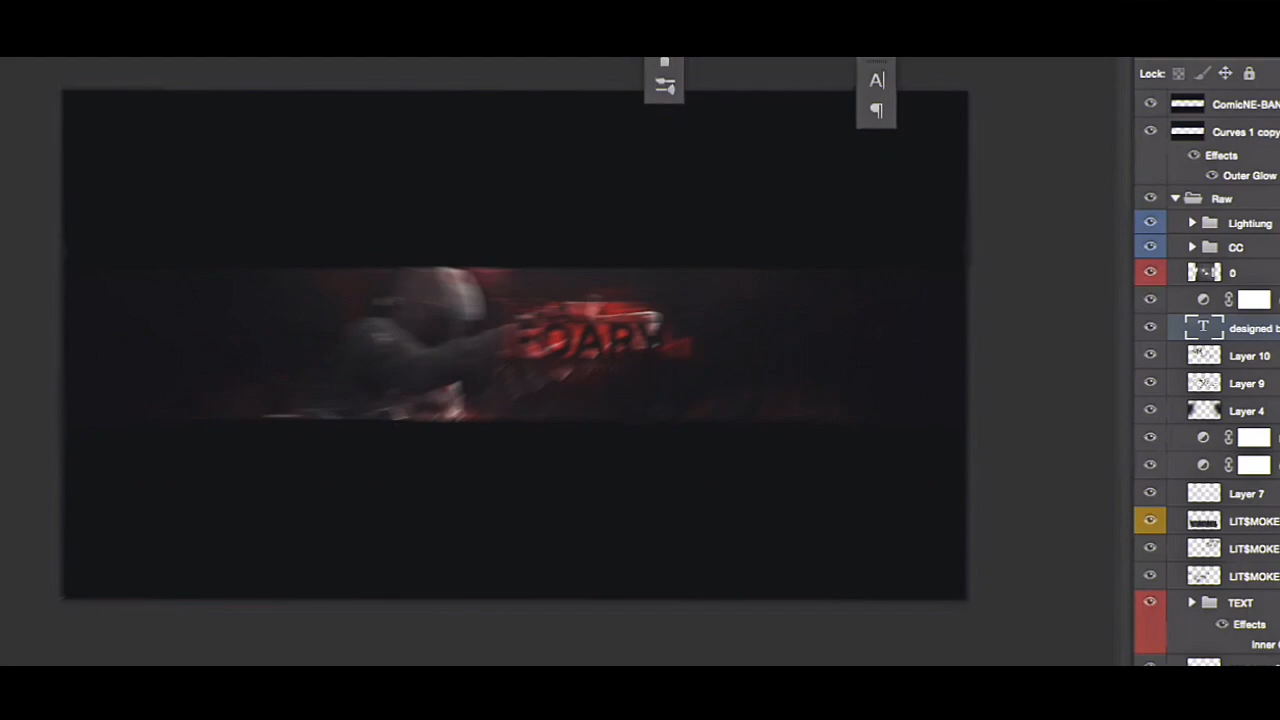 A
¶
Lock:
ComicNE-BAN
Curves 1 copy
Effects
Outer Glow
Raw
Lightiung
CC
0
T
designed b
Layer 10
Layer 9
Layer 4
Layer 7
LIT$MOKE
LIT$MOKE
LIT$MOKE
TEXT
Effects
Inner